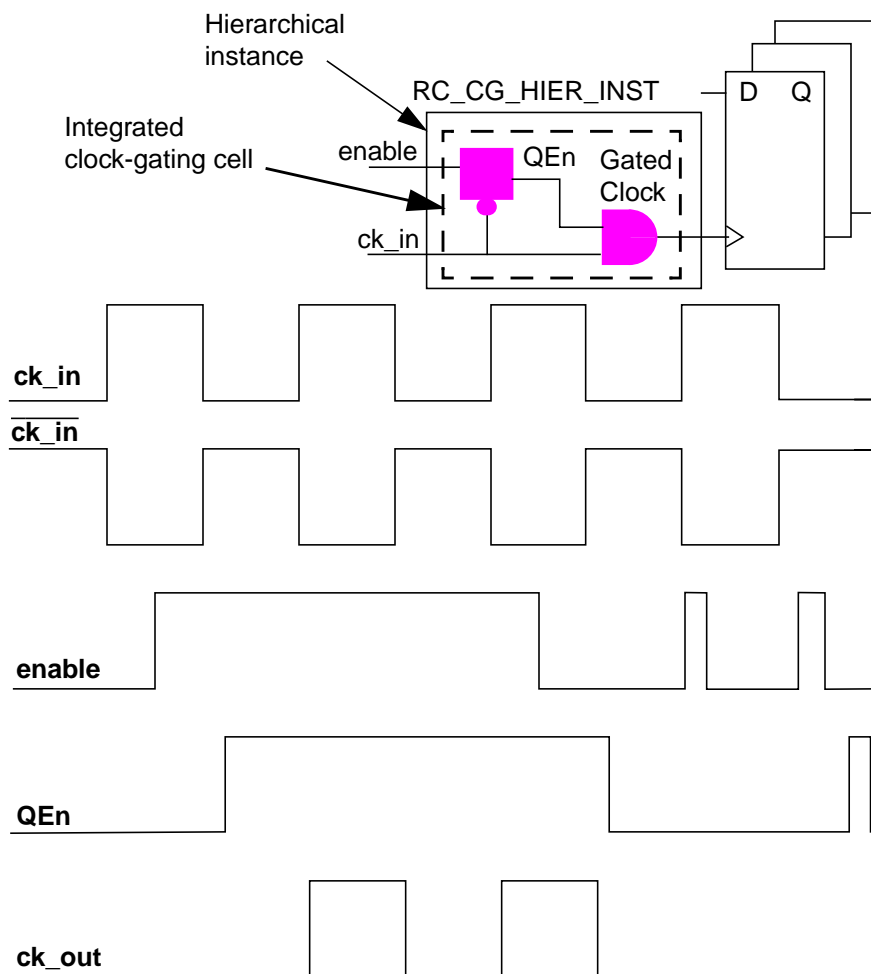 Hierarchical
instance
RC_CG_HIER_INST
D Q
Integrated
clock-gating cell
enable
QEn
Gated
Clock
ck_in
ck_in
ck_in
enable
QEn
ck_out